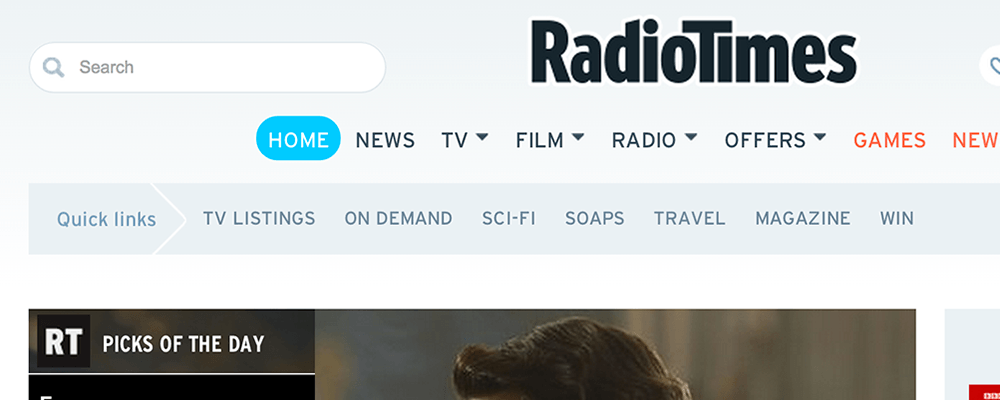 Search
RadioTimes
HOME NEWS TV FILM RADIO OFFERS GAMES NEW
Quick links TV LISTINGS ON DEMAND SCI-FI SOAPS TRAVEL MAGAZINE WIN
RT PICKS OF THE DAY
BBC